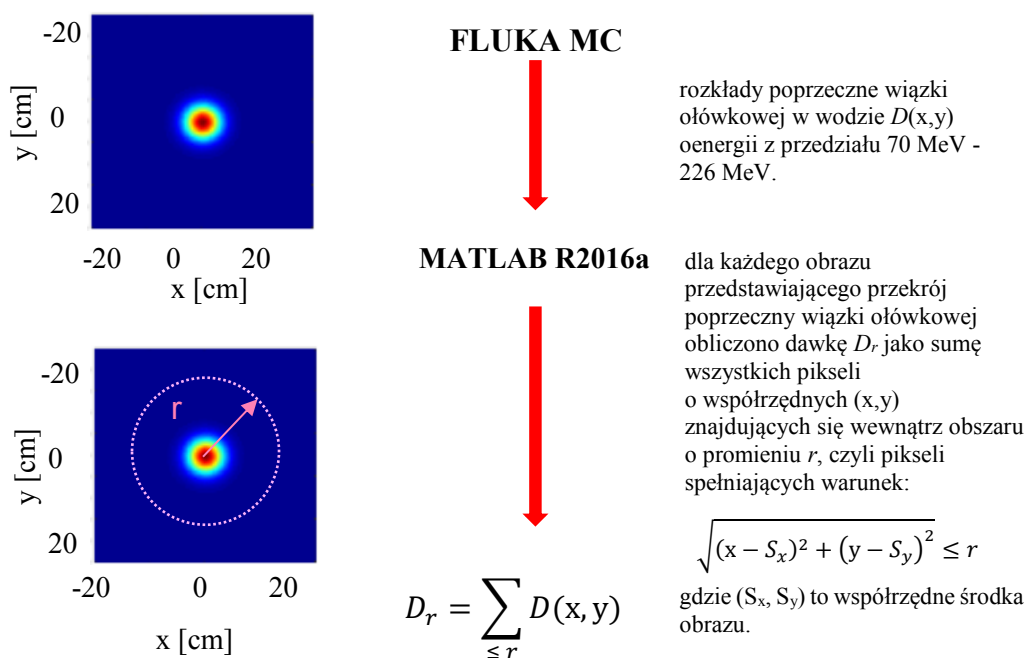 -20
0
20
y [cm]
-20 0 20
x [cm]
FLUKA MC
rozkłady poprzeczne wiązki
ołówkowej w wodzie D(x,y)
oenergii z przedziału 70 MeV -
226 MeV.
MATLAB R2016a
dla każdego obrazu
przedstawiającego przekrój
poprzeczny wiązki ołówkowej
obliczono dawkę Dᵣ jako sumę
wszystkich pikseli
o współrzędnych (x,y)
znajdujących się wewnątrz obszaru
o promieniu r, czyli pikseli
spełniających warunek:
√((x − Sₓ)² + (y − S_y)²) ≤ r
gdzie (Sₓ, S_y) to współrzędne środka
obrazu.
-20
0
20
y [cm]
r
-20 0 20
x [cm]
Dᵣ = ∑ D(x, y)
≤ r